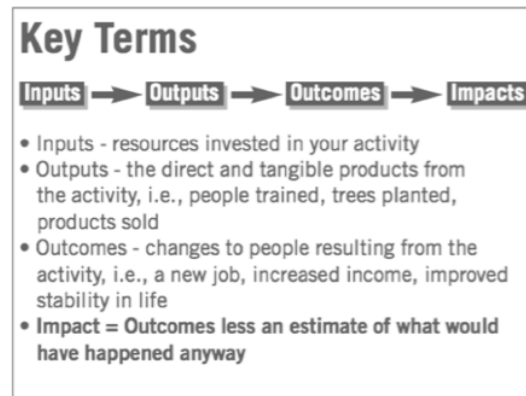 Key Terms
Inputs Outputs Outcomes Impacts
• Inputs - resources invested in your activity
• Outputs - the direct and tangible products from
the activity, i.e., people trained, trees planted,
products sold
• Outcomes - changes to people resulting from the
activity, i.e., a new job, increased income, improved
stability in life
• Impact = Outcomes less an estimate of what would
have happened anyway